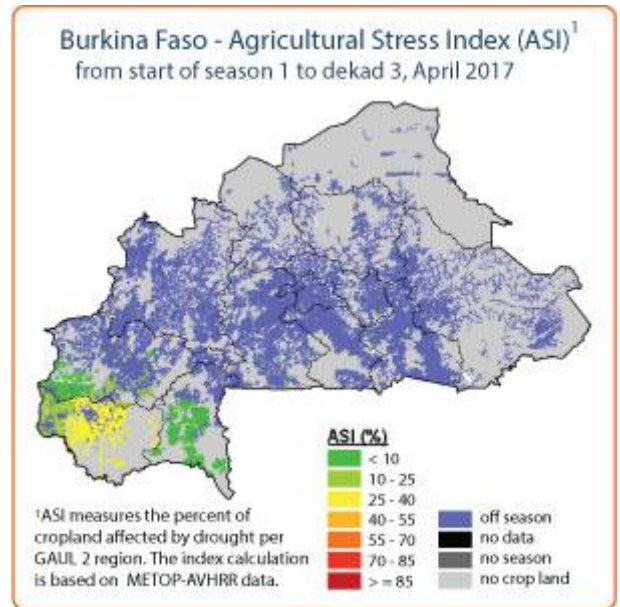 Burkina Faso - Agricultural Stress Index (ASI)¹
from start of season 1 to dekad 3, April 2017
ASI (%)
< 10
10 - 25
25 - 40
40 - 55
55 - 70
70 - 85
> = 85
off season
no data
no season
no crop land
¹ASI measures the percent of
cropland affected by drought per
GAUL 2 region. The index calculation
is based on METOP-AVHRR data.